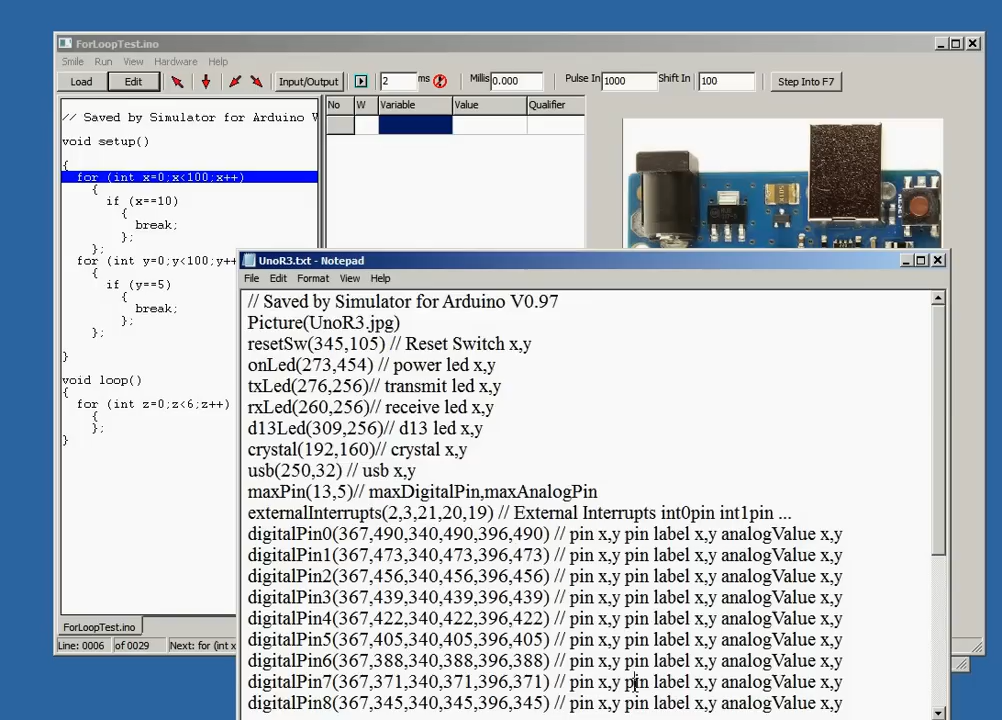 ForLoopTest.ino
Smile Run View Hardware Help
Load Edit Input/Output 2 ms Millis 0.000 Pulse In 1000 Shift In 100 Step Into F7
No W Variable Value Qualifier
// Saved by Simulator for Arduino V
void setup()
{
for (int x=0;x<100;x++)
{
if (x==10)
{
break;
};
};
for (int y=0;y<100;y++
{
if (y==5)
{
break;
};
};
}
void loop()
{
for (int z=0;z<6;z++)
{
};
}
ForLoopTest.ino
Line: 0006 of 0029 Next: for (int x
RESET
UnoR3.txt - Notepad
File Edit Format View Help
// Saved by Simulator for Arduino V0.97
Picture(UnoR3.jpg)
resetSw(345,105) // Reset Switch x,y
onLed(273,454) // power led x,y
txLed(276,256)// transmit led x,y
rxLed(260,256)// receive led x,y
d13Led(309,256)// d13 led x,y
crystal(192,160)// crystal x,y
usb(250,32) // usb x,y
maxPin(13,5)// maxDigitalPin,maxAnalogPin
externalInterrupts(2,3,21,20,19) // External Interrupts int0pin int1pin ...
digitalPin0(367,490,340,490,396,490) // pin x,y pin label x,y analogValue x,y
digitalPin1(367,473,340,473,396,473) // pin x,y pin label x,y analogValue x,y
digitalPin2(367,456,340,456,396,456) // pin x,y pin label x,y analogValue x,y
digitalPin3(367,439,340,439,396,439) // pin x,y pin label x,y analogValue x,y
digitalPin4(367,422,340,422,396,422) // pin x,y pin label x,y analogValue x,y
digitalPin5(367,405,340,405,396,405) // pin x,y pin label x,y analogValue x,y
digitalPin6(367,388,340,388,396,388) // pin x,y pin label x,y analogValue x,y
digitalPin7(367,371,340,371,396,371) // pin x,y pin label x,y analogValue x,y
digitalPin8(367,345,340,345,396,345) // pin x,y pin label x,y analogValue x,y